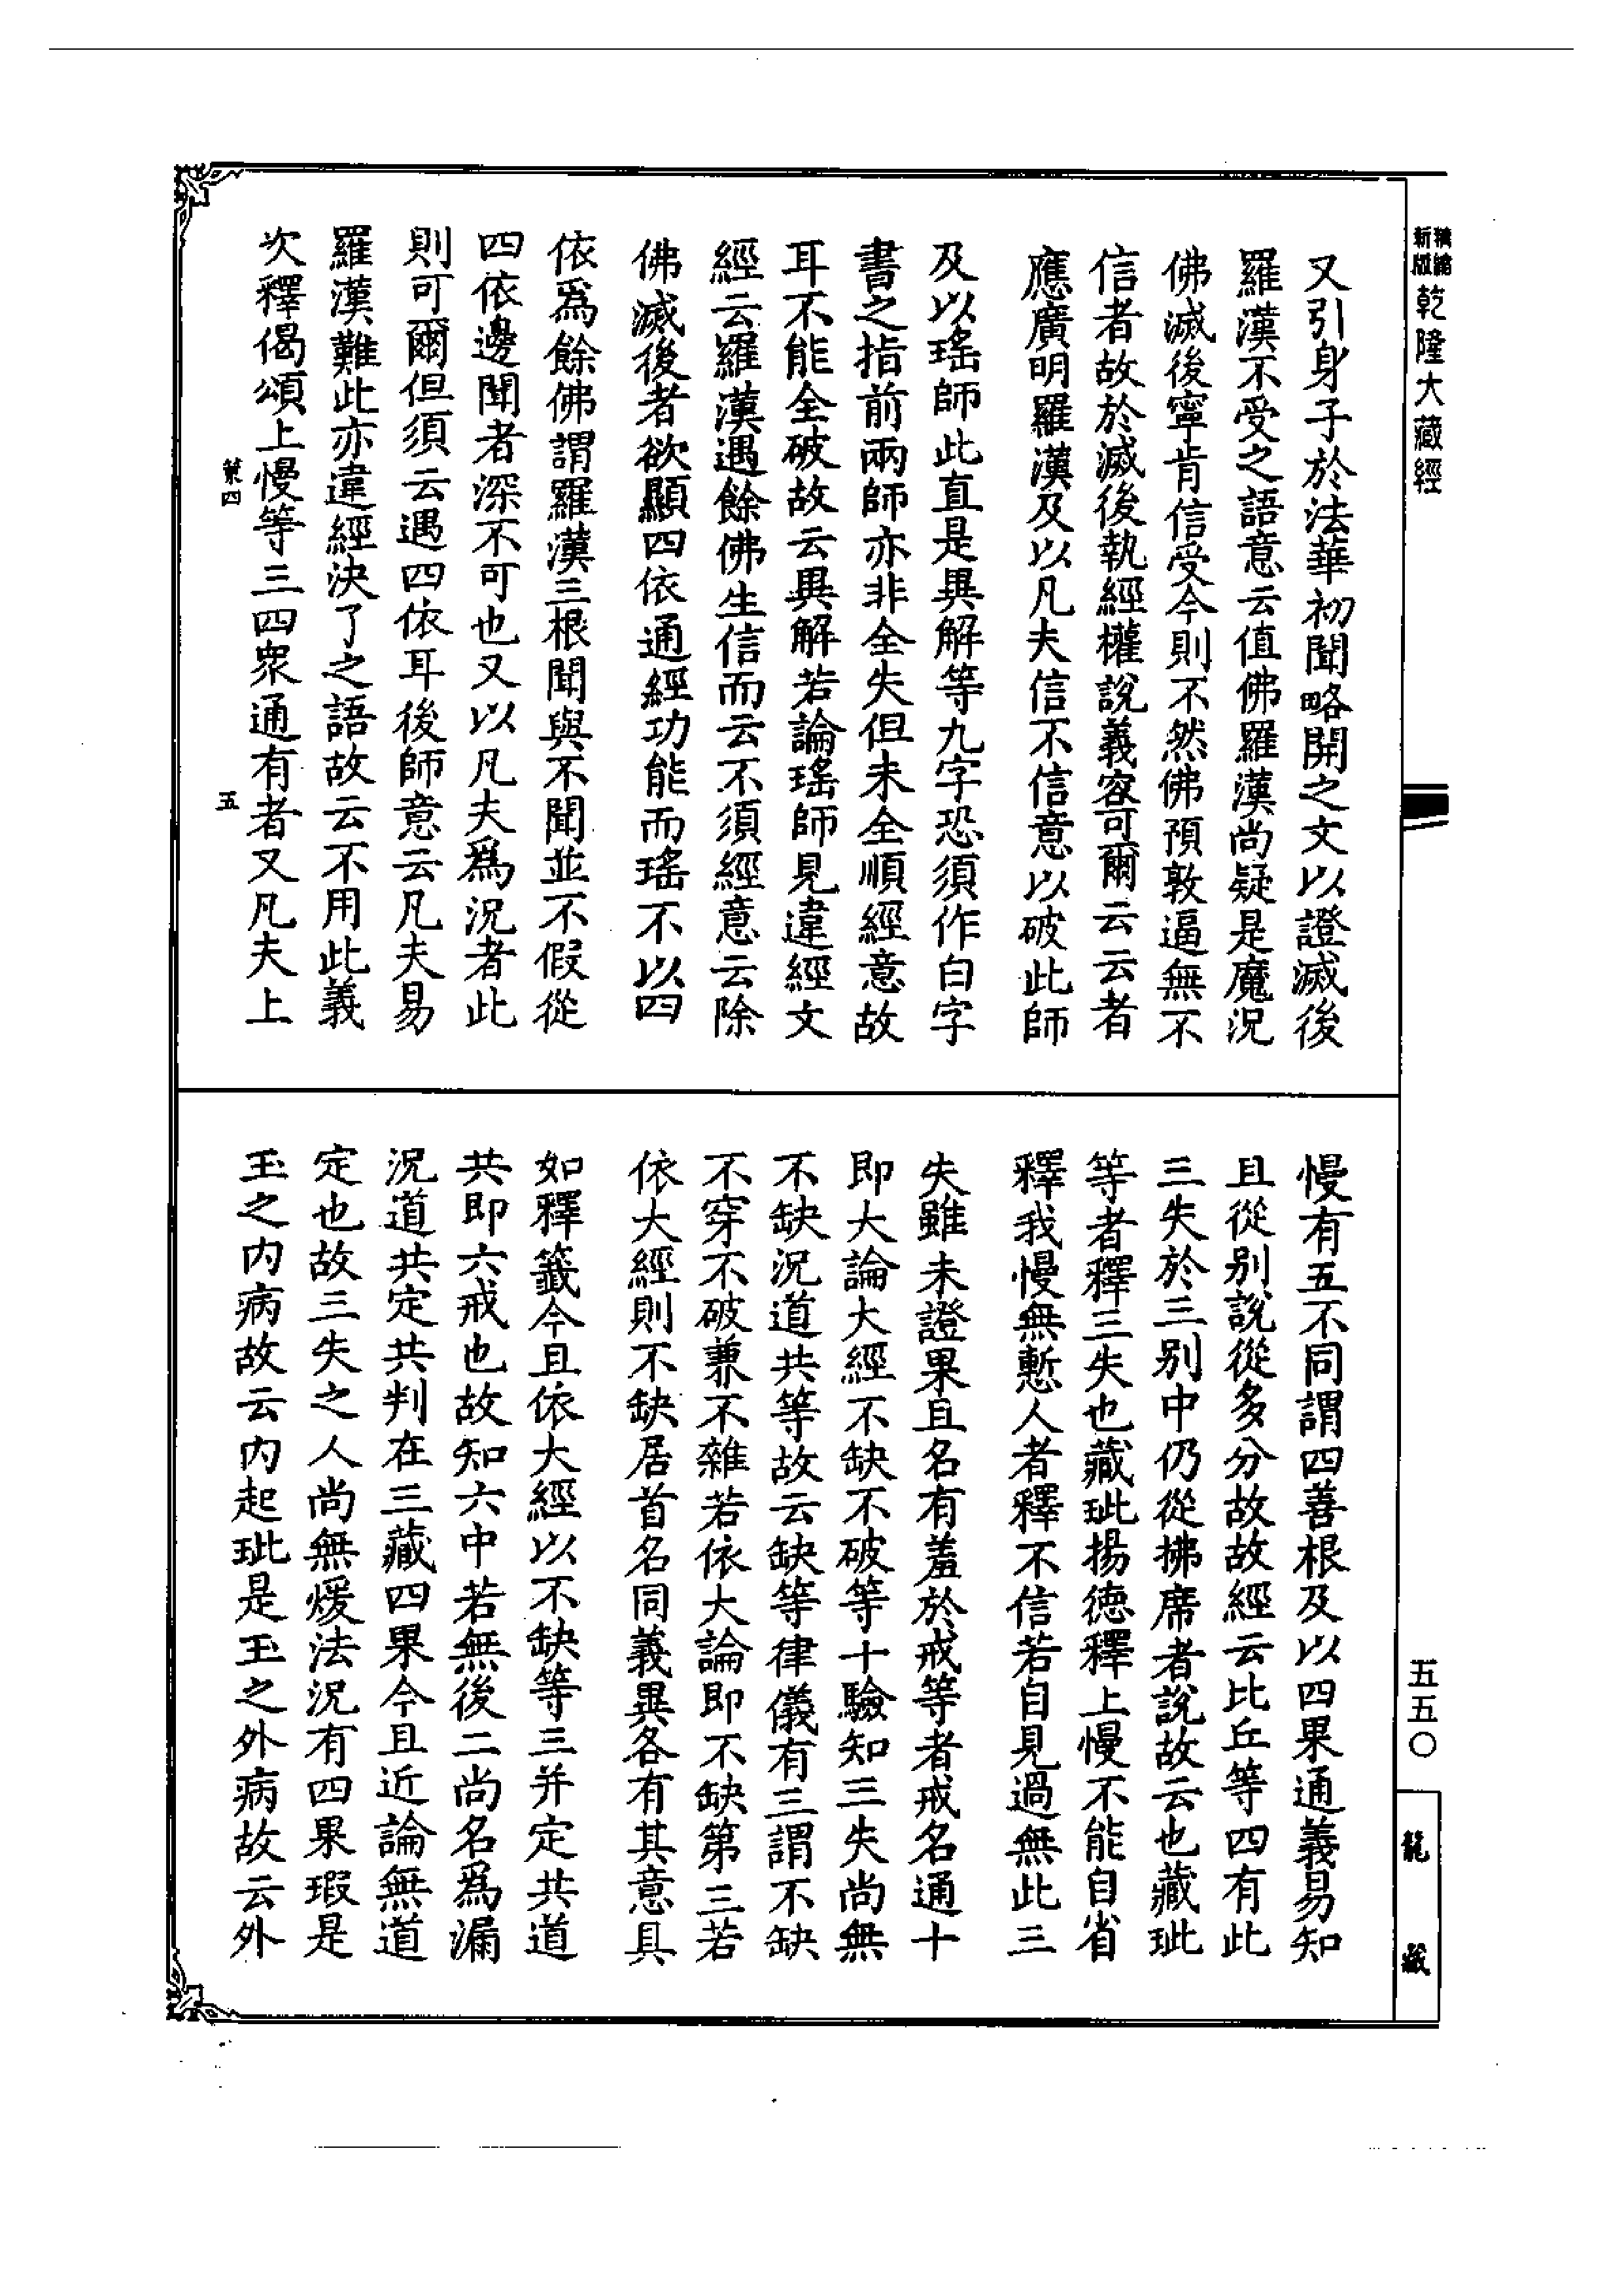 新版精縮乾隆大藏經
又引身子於法華初聞略開之文以證滅後
羅漢不受之語意云值佛羅漢尚疑是魔況
佛滅後寧肯信受今則不然佛預敦逼無不
信者故於滅後執經權說義容可爾云云者
應廣明羅漢及以凡夫信不信意以破此師
及以瑤師此直是異解等九字恐須作白字
書之指前兩師亦非全失但未全順經意故
耳不能全破故云異解若論瑤師見違經文
經云羅漢遇餘佛生信而云不須經意云除
佛滅後者欲顯四依通經功能而瑤不以四
依爲餘佛謂羅漢三根聞與不聞並不假從
四依邊聞者深不可也又以凡夫爲況者此
則可爾但須云遇四依耳後師意云凡夫易
羅漢難此亦違經決了之語故云不用此義
次釋偈頌上慢等三四衆通有者又凡夫上
策四
五
慢有五不同謂四善根及以四果通義易知
且從別說從多分故故經云比丘等四有此
三失於三別中仍從拂席者說故云也藏玼
等者釋三失也藏玼揚德釋上慢不能自省
釋我慢無慙人者釋不信若自見過無此三
失雖未證果且名有羞於戒等者戒名通十
即大論大經不缺不破等十驗知三失尚無
不缺況道共等故云缺等律儀有三謂不缺
不穿不破兼不雜若依大論即不缺第三若
依大經則不缺居首名同義異各有其意具
如釋籤今且依大經以不缺等三并定共道
共即六戒也故知六中若無後二尚名爲漏
況道共定共判在三藏四果今且近論無道
定也故三失之人尚無煖法況有四果瑕是
玉之內病故云內起玼是玉之外病故云外
五五〇
龍藏